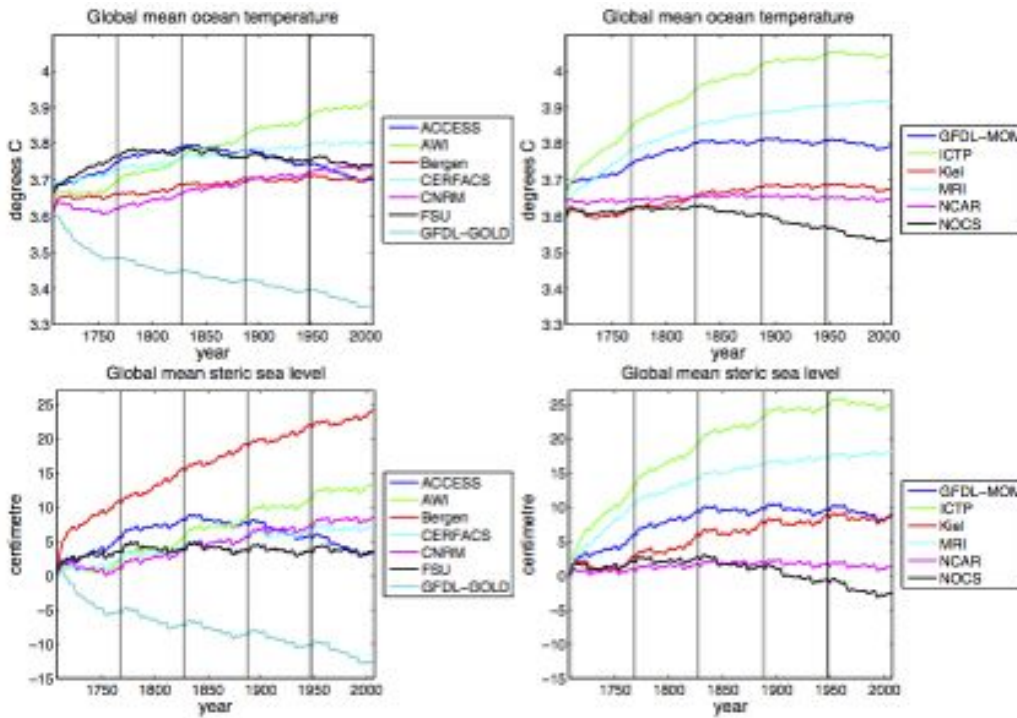 Global mean ocean temperature
degrees C
4
3.9
3.8
3.7
3.6
3.5
3.4
3.3
1750 1800 1850 1900 1950 2000
year
ACCESS
AWI
Bergen
CERFACS
CNRM
FSU
GFDL-GOLD
Global mean ocean temperature
degrees C
4
3.9
3.8
3.7
3.6
3.5
3.4
3.3
1750 1800 1850 1900 1950 2000
year
GFDL-MOM
ICTP
Kiel
MRI
NCAR
NOCS
Global mean steric sea level
centimetre
25
20
15
10
5
0
−5
−10
−15
1750 1800 1850 1900 1950 2000
year
ACCESS
AWI
Bergen
CERFACS
CNRM
FSU
GFDL-GOLD
Global mean steric sea level
centimetre
25
20
15
10
5
0
−5
−10
−15
1750 1800 1850 1900 1950 2000
year
GFDL-MOM
ICTP
Kiel
MRI
NCAR
NOCS